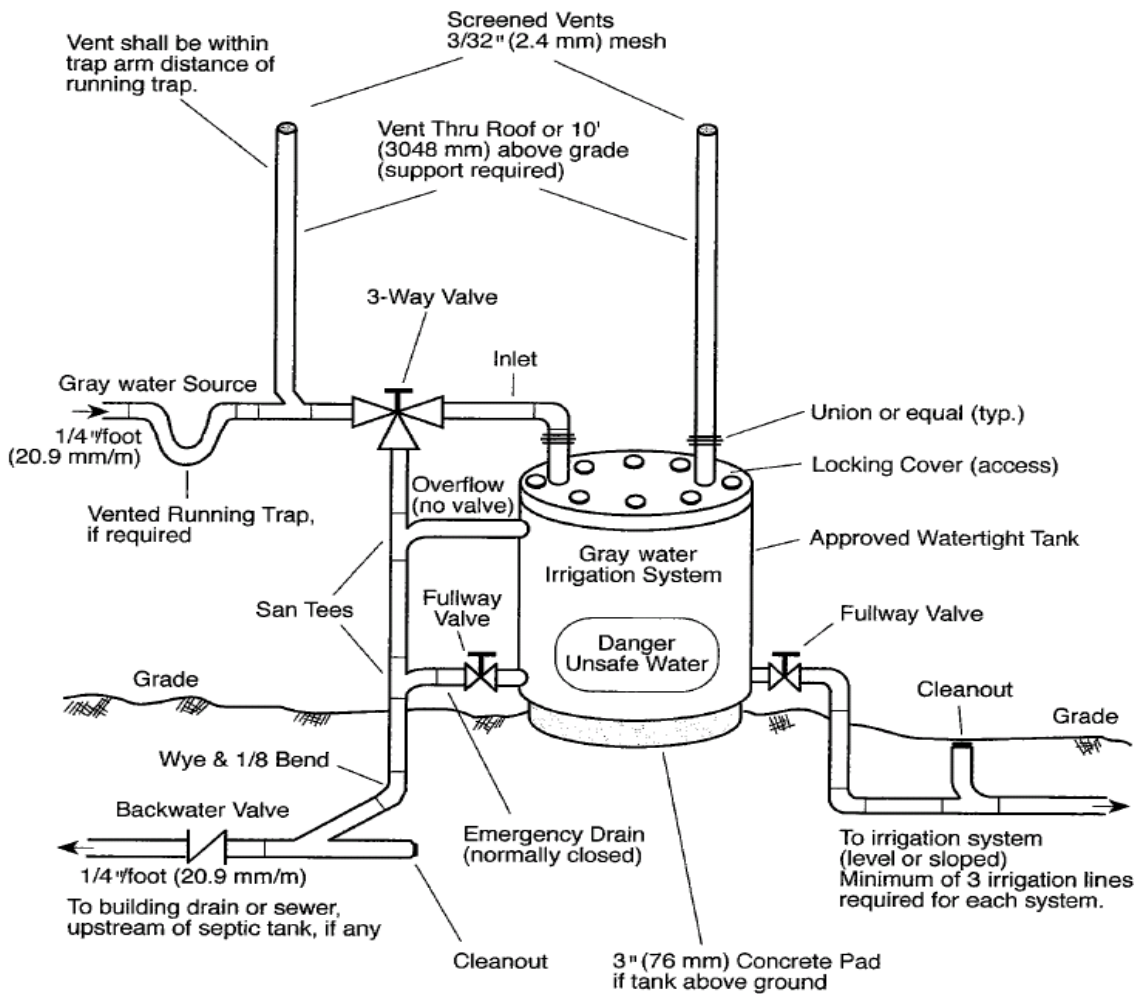 Screened Vents
3/32" (2.4 mm) mesh
Vent shall be within
trap arm distance of
running trap.
Vent Thru Roof or 10'
(3048 mm) above grade
(support required)
3-Way Valve
Inlet
Gray water Source
1/4"/foot
(20.9 mm/m)
Union or equal (typ.)
Locking Cover (access)
Overflow
(no valve)
Vented Running Trap,
if required
Approved Watertight Tank
Gray water
Irrigation System
San Tees
Fullway
Valve
Fullway Valve
Danger
Unsafe Water
Grade
Cleanout
Grade
Wye & 1/8 Bend
Backwater Valve
Emergency Drain
(normally closed)
To irrigation system
(level or sloped)
Minimum of 3 irrigation lines
required for each system.
1/4"/foot (20.9 mm/m)
To building drain or sewer,
upstream of septic tank, if any
Cleanout
3" (76 mm) Concrete Pad
if tank above ground